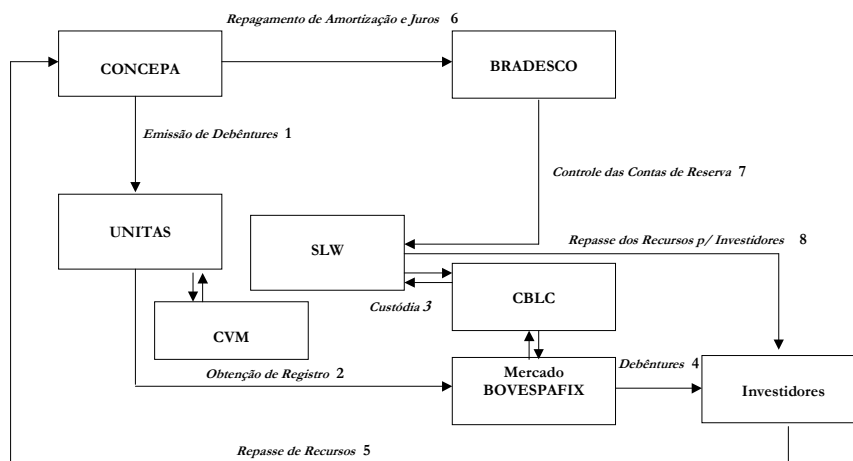 Repagamento de Amortização e Juros 6
CONCEPA
BRADESCO
Emissão de Debêntures 1
Controle das Contas de Reserva 7
UNITAS
SLW
Repasse dos Recursos p/ Investidores 8
CBLC
Custódia 3
CVM
Obtenção de Registro 2
Mercado
BOVESPAFIX
Debêntures 4
Investidores
Repasse de Recursos 5